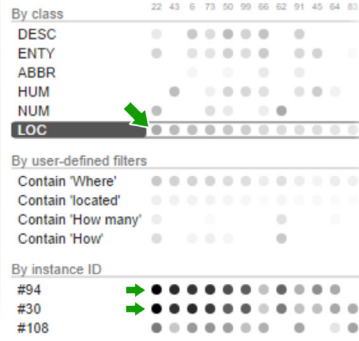 By class
22 43 6 73 50 99 66 62 91 45 64 83
DESC
ENTY
ABBR
HUM
NUM
LOC
By user-defined filters
Contain 'Where'
Contain 'located'
Contain 'How many'
Contain 'How'
By instance ID
#94
#30
#108